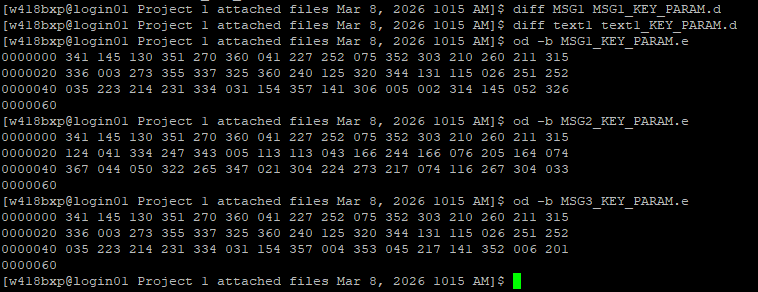 [w418bxp@login01 Project 1 attached files Mar 8, 2026 1015 AM]$ diff MSG1 MSG1_KEY_PARAM.d
[w418bxp@login01 Project 1 attached files Mar 8, 2026 1015 AM]$ diff text1 text1_KEY_PARAM.d
[w418bxp@login01 Project 1 attached files Mar 8, 2026 1015 AM]$ od -b MSG1_KEY_PARAM.e
0000000 341 145 130 351 270 360 041 227 252 075 352 303 210 260 211 315
0000020 336 003 273 355 337 325 360 240 125 320 344 131 115 026 251 252
0000040 035 223 214 231 334 031 154 357 141 306 005 002 314 145 052 326
0000060
[w418bxp@login01 Project 1 attached files Mar 8, 2026 1015 AM]$ od -b MSG2_KEY_PARAM.e
0000000 341 145 130 351 270 360 041 227 252 075 352 303 210 260 211 315
0000020 124 041 334 247 343 005 113 113 043 166 244 166 076 205 164 074
0000040 367 044 050 322 265 347 021 304 224 273 217 074 116 267 304 033
0000060
[w418bxp@login01 Project 1 attached files Mar 8, 2026 1015 AM]$ od -b MSG3_KEY_PARAM.e
0000000 341 145 130 351 270 360 041 227 252 075 352 303 210 260 211 315
0000020 336 003 273 355 337 325 360 240 125 320 344 131 115 026 251 252
0000040 035 223 214 231 334 031 154 357 004 353 045 217 141 352 006 201
0000060
[w418bxp@login01 Project 1 attached files Mar 8, 2026 1015 AM]$